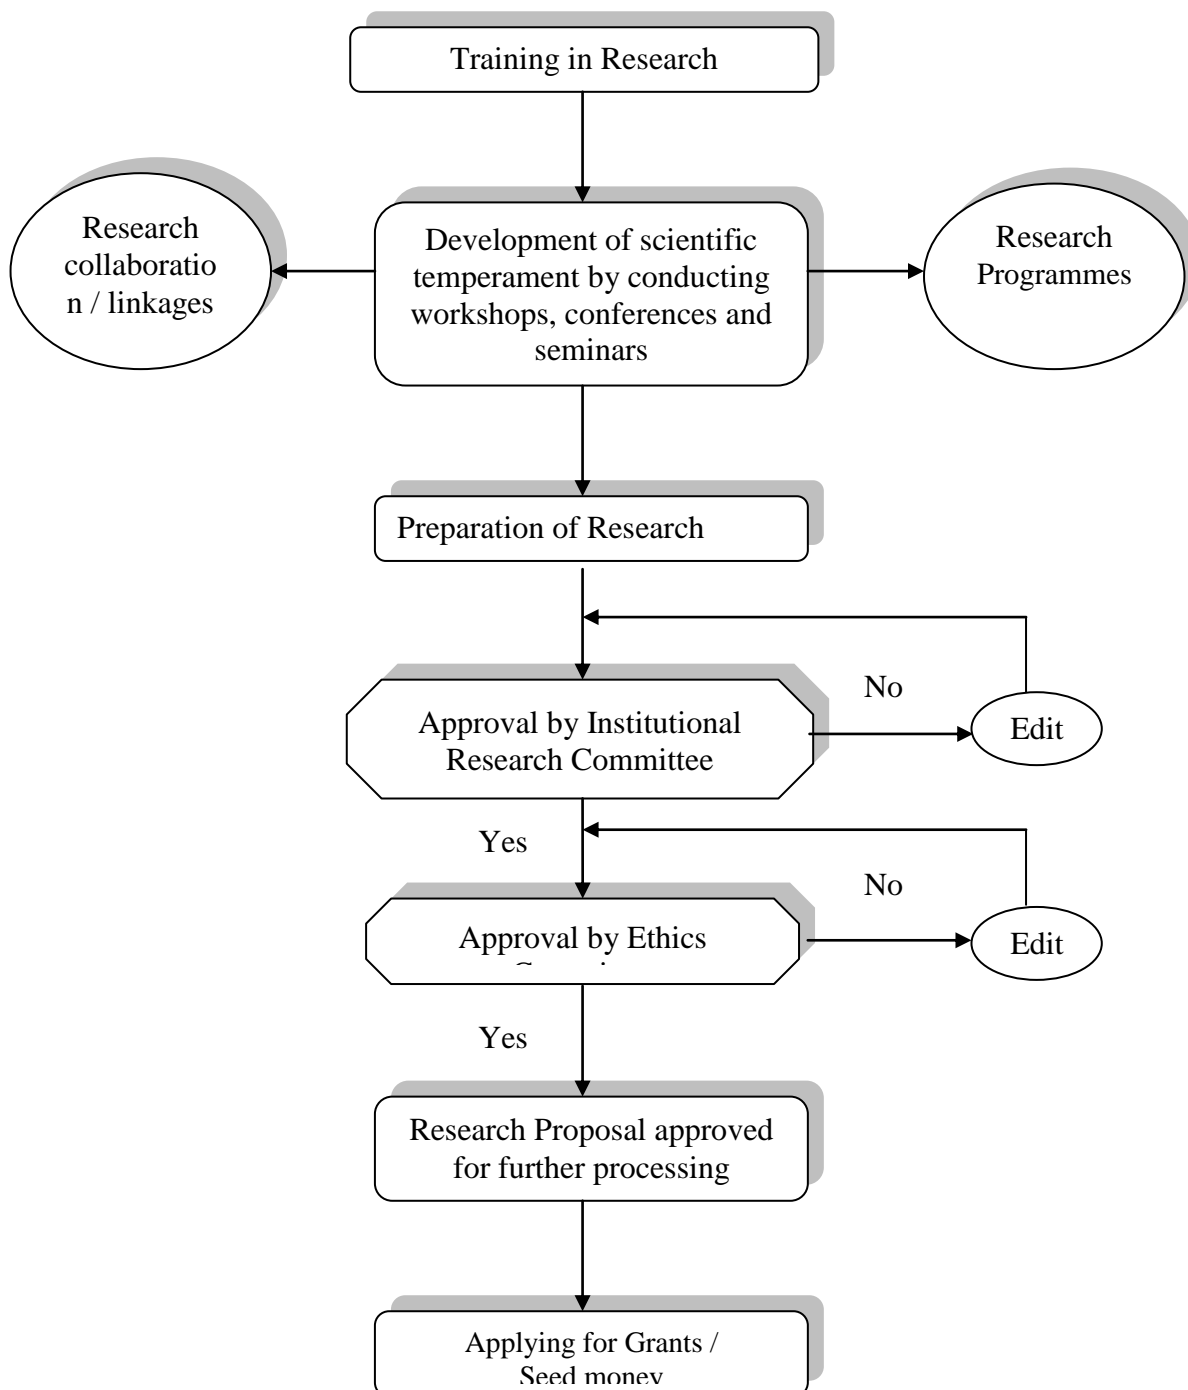 Training in Research
Research
collaboratio
n / linkages
Development of scientific
temperament by conducting
workshops, conferences and
seminars
Research
Programmes
Preparation of Research
No
Approval by Institutional
Research Committee
Edit
Yes
No
Approval by Ethics
Edit
Yes
Research Proposal approved
for further processing
Applying for Grants /
Seed money